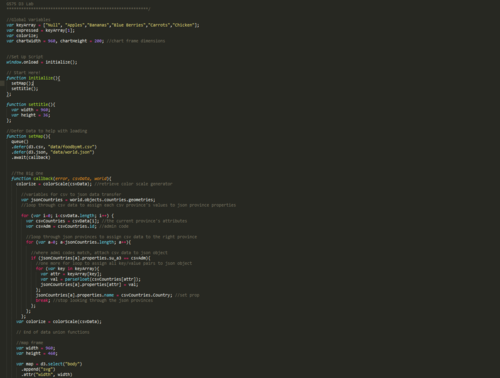 //Global Variables
var keyArray = ["Null", "Apples","Bananas","Blue Berries","Carrots","Chicken"];
var expressed = keyArray[1];
var colorize;
var chartWidth = 960, chartHeight = 200; //chart frame dimensions
//Set up Script
window.onload = initialize();
// Start Here!
function initialize(){
setMap();
settitle();
};
function settitle(){
var width = 960;
var height =
//Defer Data to help with loading
function setMap(){
queue()
.defer(d3.csv, "data/foodsumt.csv")
.defer(d3.json, "data/world.json")
.await(callback)
//The Big One
function callback(error, csvData, world){
colorize = colorScale(csvData); //retrieve color scale generator
//variables for csv to json data transfer
var jsonCountries = world.objects.countries.geometries;
//loop through csv data to assign each csv province's values to json province properties
for (var i=0; i<csvData.length; i++) {
var csvCountries = csvData[i]; //the current province's attributes
var csvAdm = csvCountries.id; //adm1 code
//loop through json provinces to assign csv data to the right province
for (var a=0; a<jsonCountries.length; a++){
//where adm1 codes match, attach csv data to json object
if (jsonCountries[a].properties.su_a3 == csvAdm){
//one more for loop to assign all key/value pairs to json object
for (var key in keyArray){
var attr = keyArray[key];
var val = parseFloat(csvCountries[attr]);
jsonCountries[a].properties[attr] = val;
};
jsonCountries[a].properties.name = csvCountries.Country; //set prop
break; //stop looking through the json provinces
};
};
};
var colorize = colorScale(csvData);
// End of data union functions
//map frame
var width = 960;
var height = 460;
var map = d3.select("body")
.append("svg")
.attr("width", width)